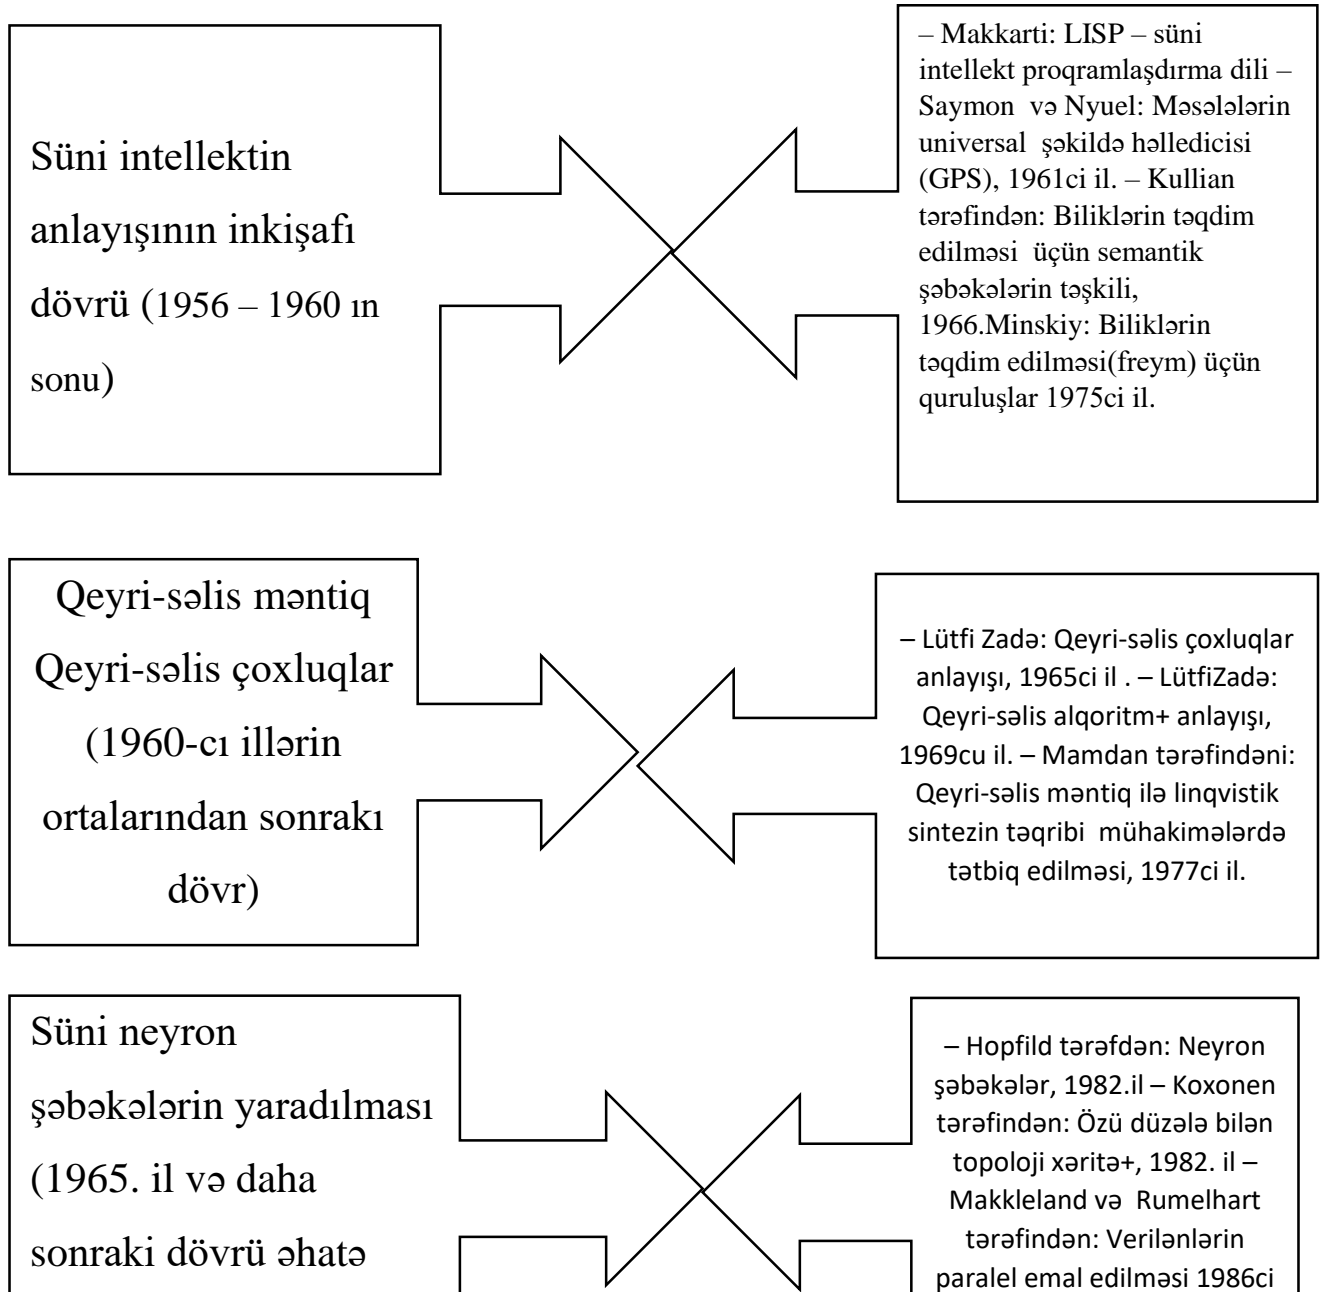 Süni intellektin
anlayışının inkişafı
dövrü (1956 – 1960 ın
sonu)
– Makkarti: LISP – süni
intellekt proqramlaşdırma dili –
Saymon və Nyuel: Məsələlərin
universal şəkildə həlledicisi
(GPS), 1961ci il. – Kullian
tərəfindən: Biliklərin təqdim
edilməsi üçün semantik
şəbəkələrin təşkili,
1966.Minskiy: Biliklərin
təqdim edilməsi(freym) üçün
quruluşlar 1975ci il.
Qeyri-səlis məntiq
Qeyri-səlis çoxluqlar
(1960-cı illərin
ortalarından sonrakı
dövr)
– Lütfi Zadə: Qeyri-səlis çoxluqlar
anlayışı, 1965ci il . – LütfiZadə:
Qeyri-səlis alqoritm+ anlayışı,
1969cu il. – Mamdan tərəfindəni:
Qeyri-səlis məntiq ilə linqvistik
sintezin təqribi mühakimələrdə
tətbiq edilməsi, 1977ci il.
Süni neyron
şəbəkələrin yaradılması
(1965. il və daha
sonraki dövrü əhatə
– Hopfild tərəfdən: Neyron
şəbəkələr, 1982.il – Koxonen
tərəfindən: Özü düzələ bilən
topoloji xəritə+, 1982. il –
Makkleland və Rumelhart
tərəfindən: Verilənlərin
paralel emal edilməsi 1986ci